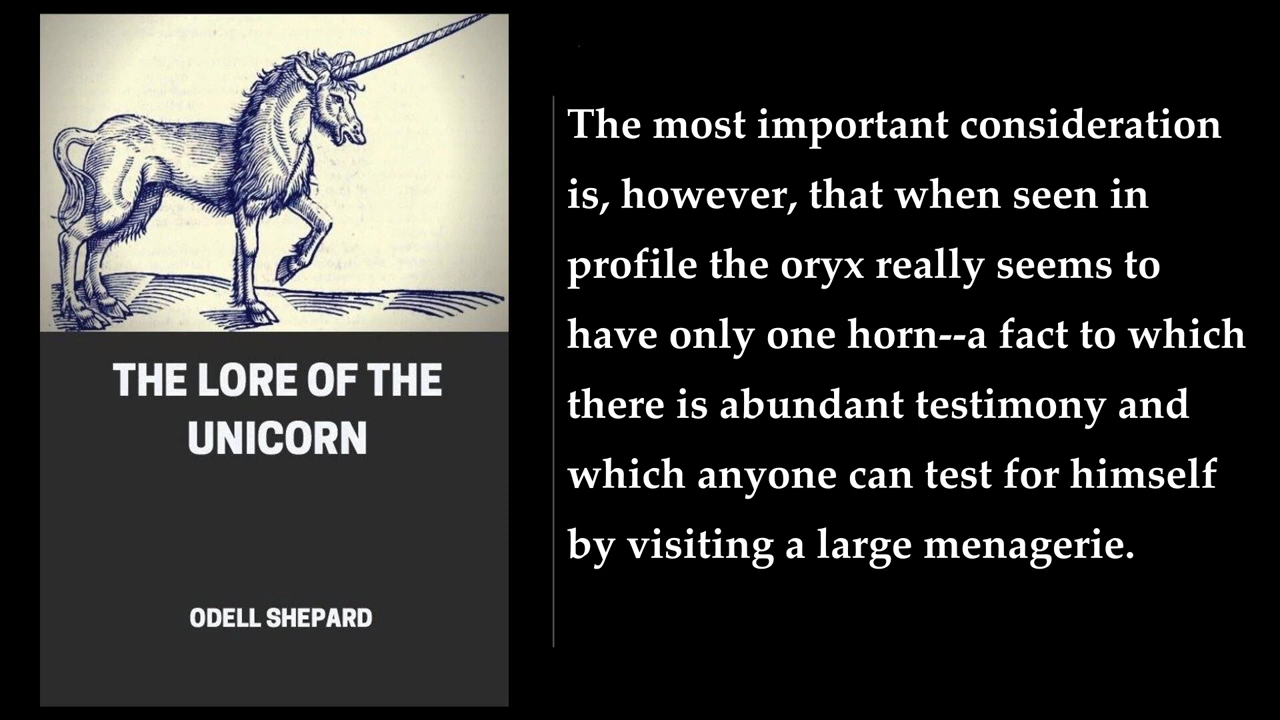 THE LORE OF THE
UNICORN
ODELL SHEPARD
The most important consideration
is, however, that when seen in
profile the oryx really seems to
have only one horn--a fact to which
there is abundant testimony and
which anyone can test for himself
by visiting a large menagerie.